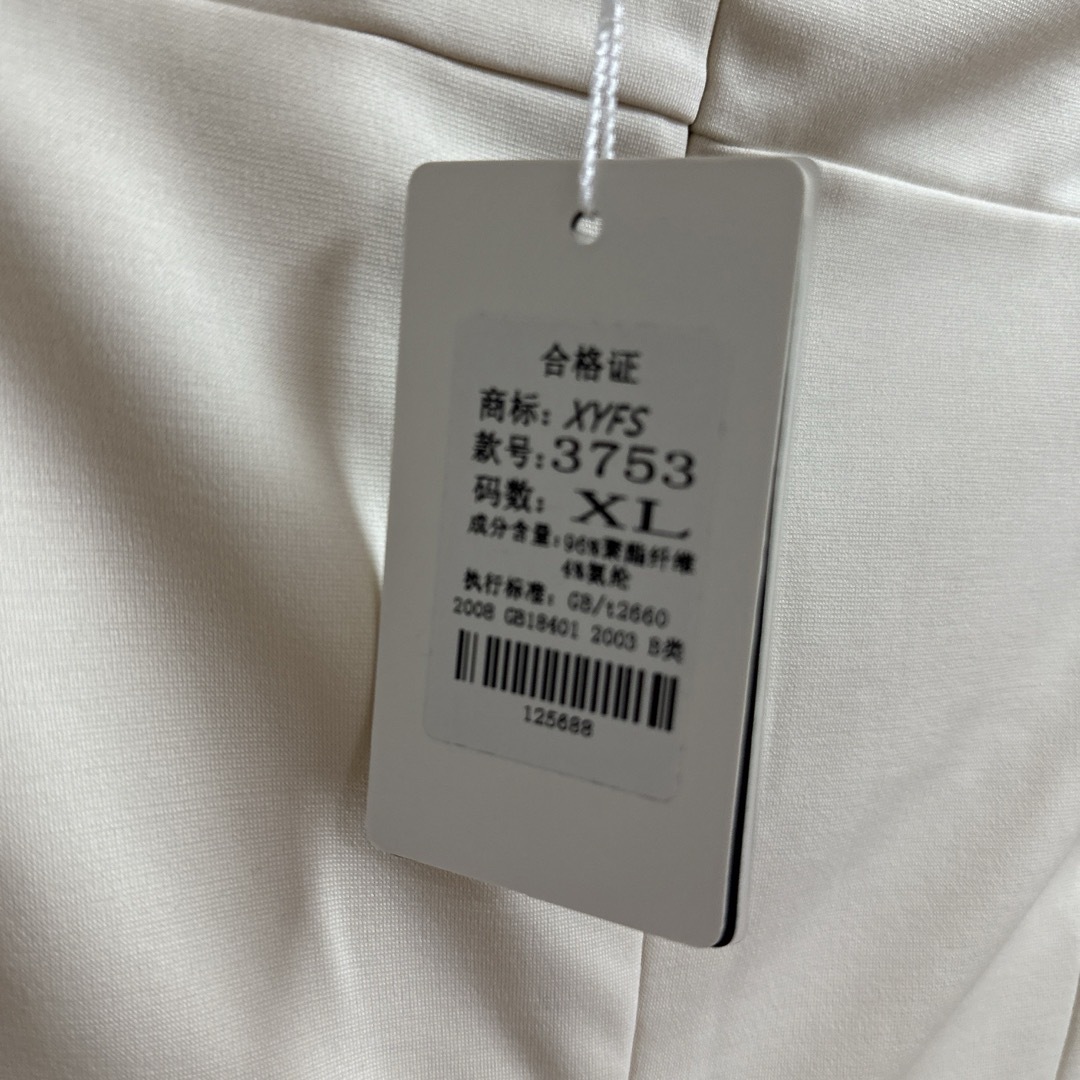 合格证
商标: XYFS
款号:3753
码数: XL
成分含量:96%聚酯纤维
4%氨纶
执行标准: GB/t2660
2008 GB18401 2003 B类
125688